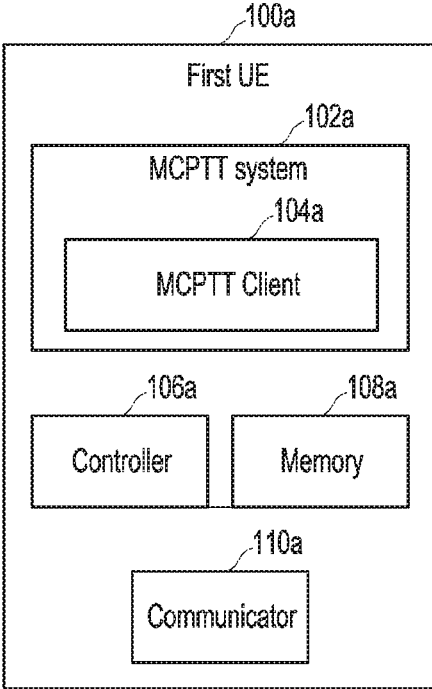 100a
First UE
102a
MCPTT system
104a
MCPTT Client
106a
108a
Controller
Memory
110a
Communicator